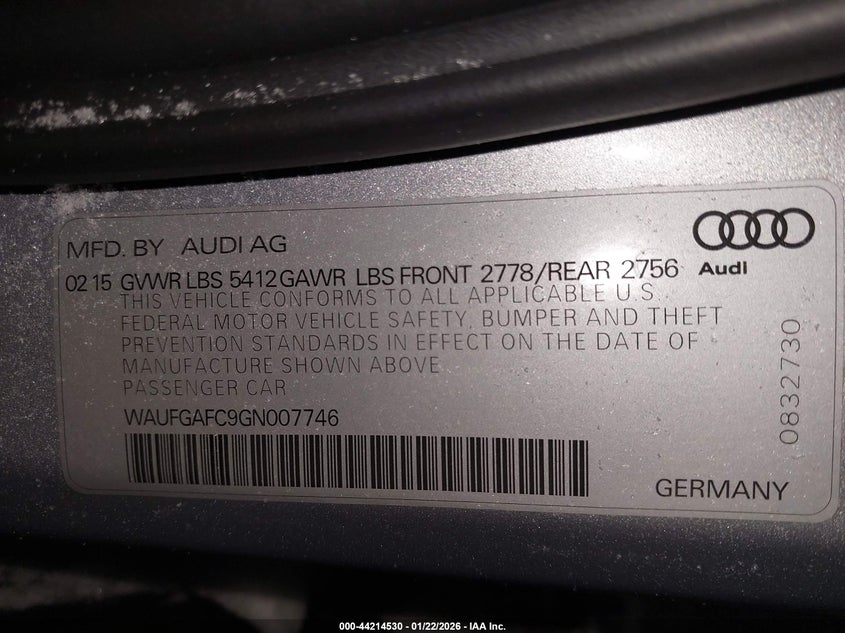 MFD. BY AUDI AG
Audi
02 15 GVWR LBS 5412 GAWR LBS FRONT 2778/REAR 2756
THIS VEHICLE CONFORMS TO ALL APPLICABLE U.S.
FEDERAL MOTOR VEHICLE SAFETY, BUMPER AND THEFT
PREVENTION STANDARDS IN EFFECT ON THE DATE OF
MANUFACTURE SHOWN ABOVE
PASSENGER CAR
WAUFGAFC9GN007746
0832730
GERMANY
000-44214530 - 01/22/2026 - IAA Inc.